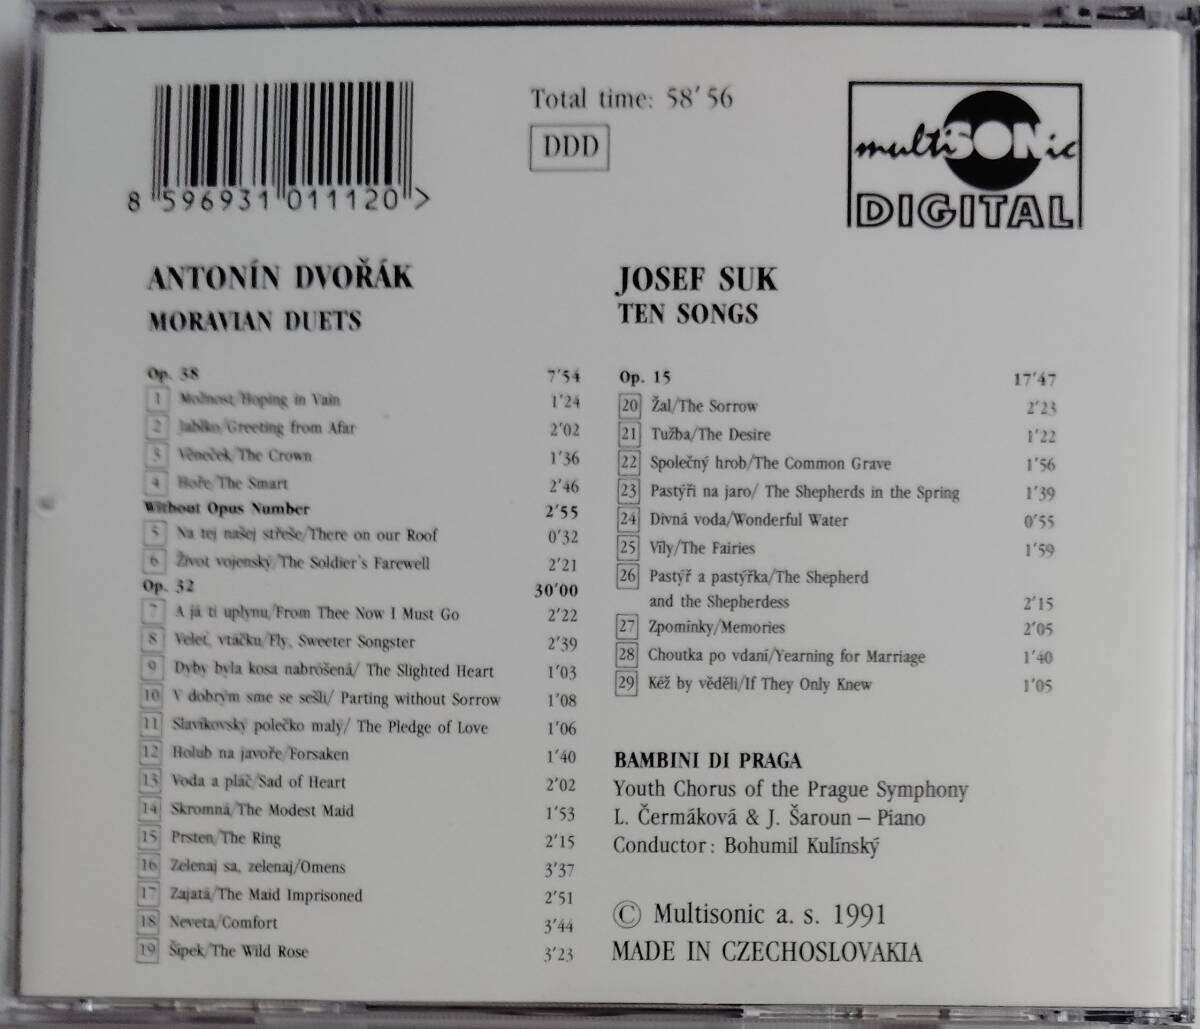 8 596931 011120 >
Total time: 58'56
DDD
multiSONic
DIGITAL
ANTONÍN DVOŘÁK
MORAVIAN DUETS
Op. 38 7'54
1 Možnost/Hoping in Vain 1'24
2 Jablko/Greeting from Afar 2'02
3 Věneček/The Crown 1'36
4 Hoře/The Smart 2'46
Without Opus Number 2'55
5 Na tej našej střeše/There on our Roof 0'32
6 Život vojenský/The Soldier's Farewell 2'21
Op. 32 30'00
7 A já ti uplynu/From Thee Now I Must Go 2'22
8 Veleť, vtáčku/Fly, Sweeter Songster 2'39
9 Dyby byla kosa nabróšená/ The Slighted Heart 1'03
10 V dobrým sme se sešli/ Parting without Sorrow 1'08
11 Slavíkovský polečko malý/ The Pledge of Love 1'06
12 Holub na javoře/Forsaken 1'40
13 Voda a pláč/Sad of Heart 2'02
14 Skromná/The Modest Maid 1'53
15 Prsten/The Ring 2'15
16 Zelenaj sa, zelenaj/Omens 3'37
17 Zajatá/The Maid Imprisoned 2'51
18 Neveta/Comfort 3'44
19 Šípek/The Wild Rose 3'23
JOSEF SUK
TEN SONGS
Op. 15 17'47
20 Žal/The Sorrow 2'23
21 Tužba/The Desire 1'22
22 Společný hrob/The Common Grave 1'56
23 Pastýři na jaro/ The Shepherds in the Spring 1'39
24 Divná voda/Wonderful Water 0'55
25 Víly/The Fairies 1'59
26 Pastýř a pastýřka/The Shepherd
and the Shepherdess 2'15
27 Zpomínky/Memories 2'05
28 Choutka po vdaní/Yearning for Marriage 1'40
29 Kéž by věděli/If They Only Knew 1'05
BAMBINI DI PRAGA
Youth Chorus of the Prague Symphony
L. Čermáková & J. Šaroun – Piano
Conductor: Bohumil Kulínský
© Multisonic a. s. 1991
MADE IN CZECHOSLOVAKIA